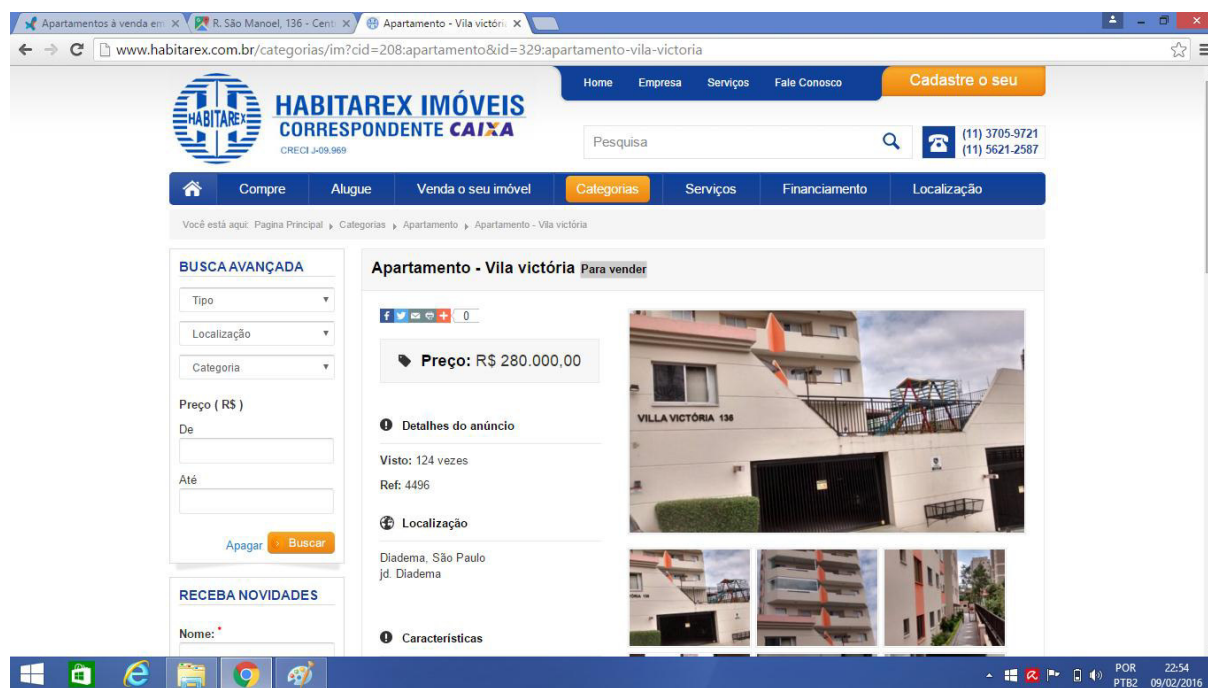 Apartamentos à venda em
R. São Manoel, 136 - Cent
Apartamento - Vila victóri
www.habitarex.com.br/categorias/im?cid=208:apartamento&id=329:apartamento-vila-victoria
HABITAREX
HABITAREX IMÓVEIS
CORRESPONDENTE CAIXA
CRECI J-09.969
Home Empresa Serviços Fale Conosco Cadastre o seu
Pesquisa
(11) 3705-9721
(11) 5621-2587
Compre Alugue Venda o seu imóvel Categorias Serviços Financiamento Localização
Você está aqui: Pagina Principal Categorias Apartamento Apartamento - Vila victória
BUSCA AVANÇADA
Tipo
Localização
Categoria
Preço ( R$ )
De
Até
Apagar Buscar
RECEBA NOVIDADES
Nome: *
Apartamento - Vila victória Para vender
0
Preço: R$ 280.000,00
Detalhes do anúncio
Visto: 124 vezes
Ref: 4496
Localização
Diadema, São Paulo
jd. Diadema
Características
VILLA VICTÓRIA 136
POR
PTB2
22:54
09/02/2016